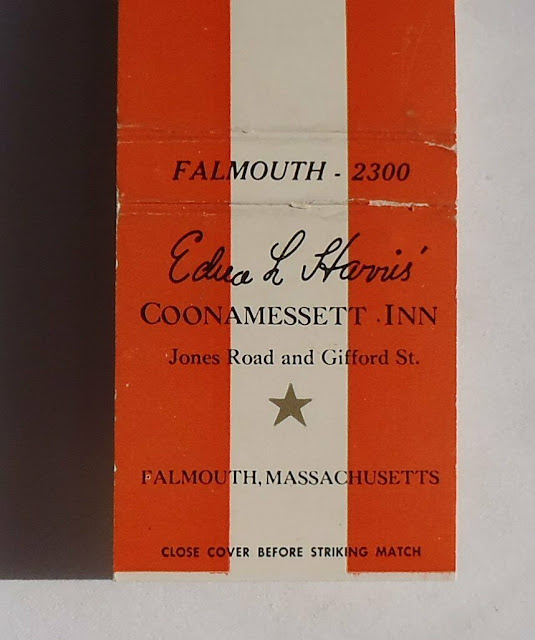 FALMOUTH - 2300
Edna L Harris'
COONAMESSETT INN
Jones Road and Gifford St.
FALMOUTH, MASSACHUSETTS
CLOSE COVER BEFORE STRIKING MATCH